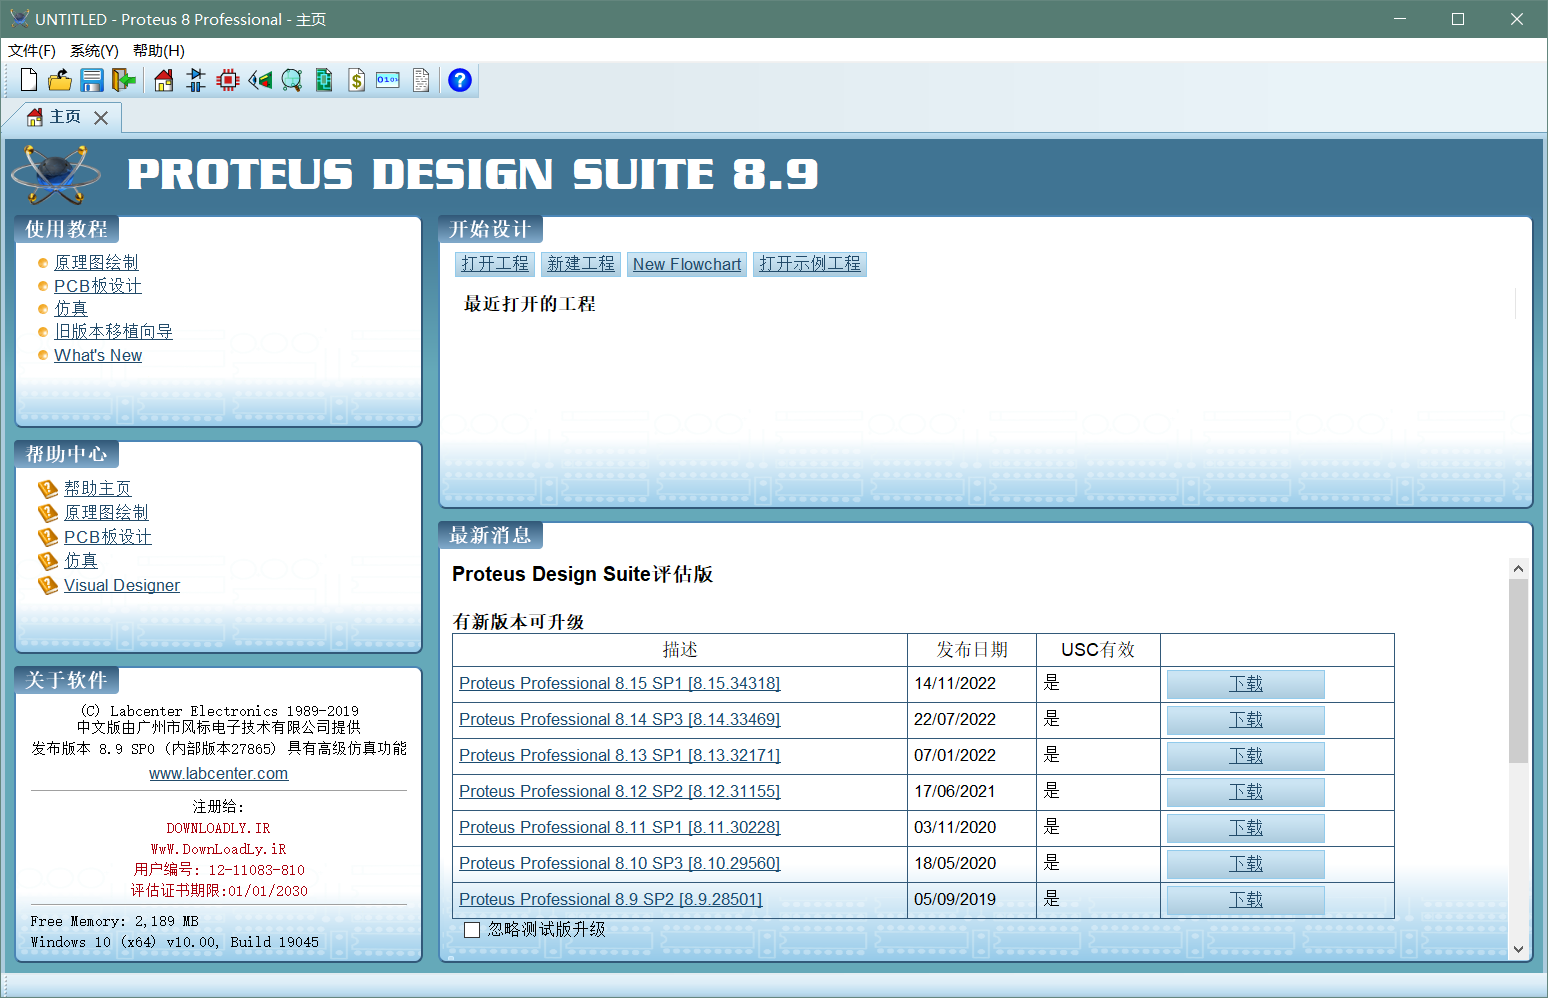 UNTITLED - Proteus 8 Professional - 主页
文件(F) 系统(Y) 帮助(H)
主页
PROTEUS DESIGN SUITE 8.9
使用教程
原理图绘制
PCB板设计
仿真
旧版本移植向导
What's New
帮助中心
帮助主页
原理图绘制
PCB板设计
仿真
Visual Designer
关于软件
(C) Labcenter Electronics 1989-2019
中文版由广州市风标电子技术有限公司提供
发布版本 8.9 SP0 (内部版本27865) 具有高级仿真功能
www.labcenter.com
注册给:
DOWNLOADLY.IR
WwW.DownLoadLy.iR
用户编号: 12-11083-810
评估证书期限:01/01/2030
Free Memory: 2,189 MB
Windows 10 (x64) v10.00, Build 19045
开始设计
打开工程 新建工程 New Flowchart 打开示例工程
最近打开的工程
最新消息
Proteus Design Suite评估版
有新版本可升级
描述 发布日期 USC有效
Proteus Professional 8.15 SP1 [8.15.34318] 14/11/2022 是 下载
Proteus Professional 8.14 SP3 [8.14.33469] 22/07/2022 是 下载
Proteus Professional 8.13 SP1 [8.13.32171] 07/01/2022 是 下载
Proteus Professional 8.12 SP2 [8.12.31155] 17/06/2021 是 下载
Proteus Professional 8.11 SP1 [8.11.30228] 03/11/2020 是 下载
Proteus Professional 8.10 SP3 [8.10.29560] 18/05/2020 是 下载
Proteus Professional 8.9 SP2 [8.9.28501] 05/09/2019 是 下载
忽略测试版升级